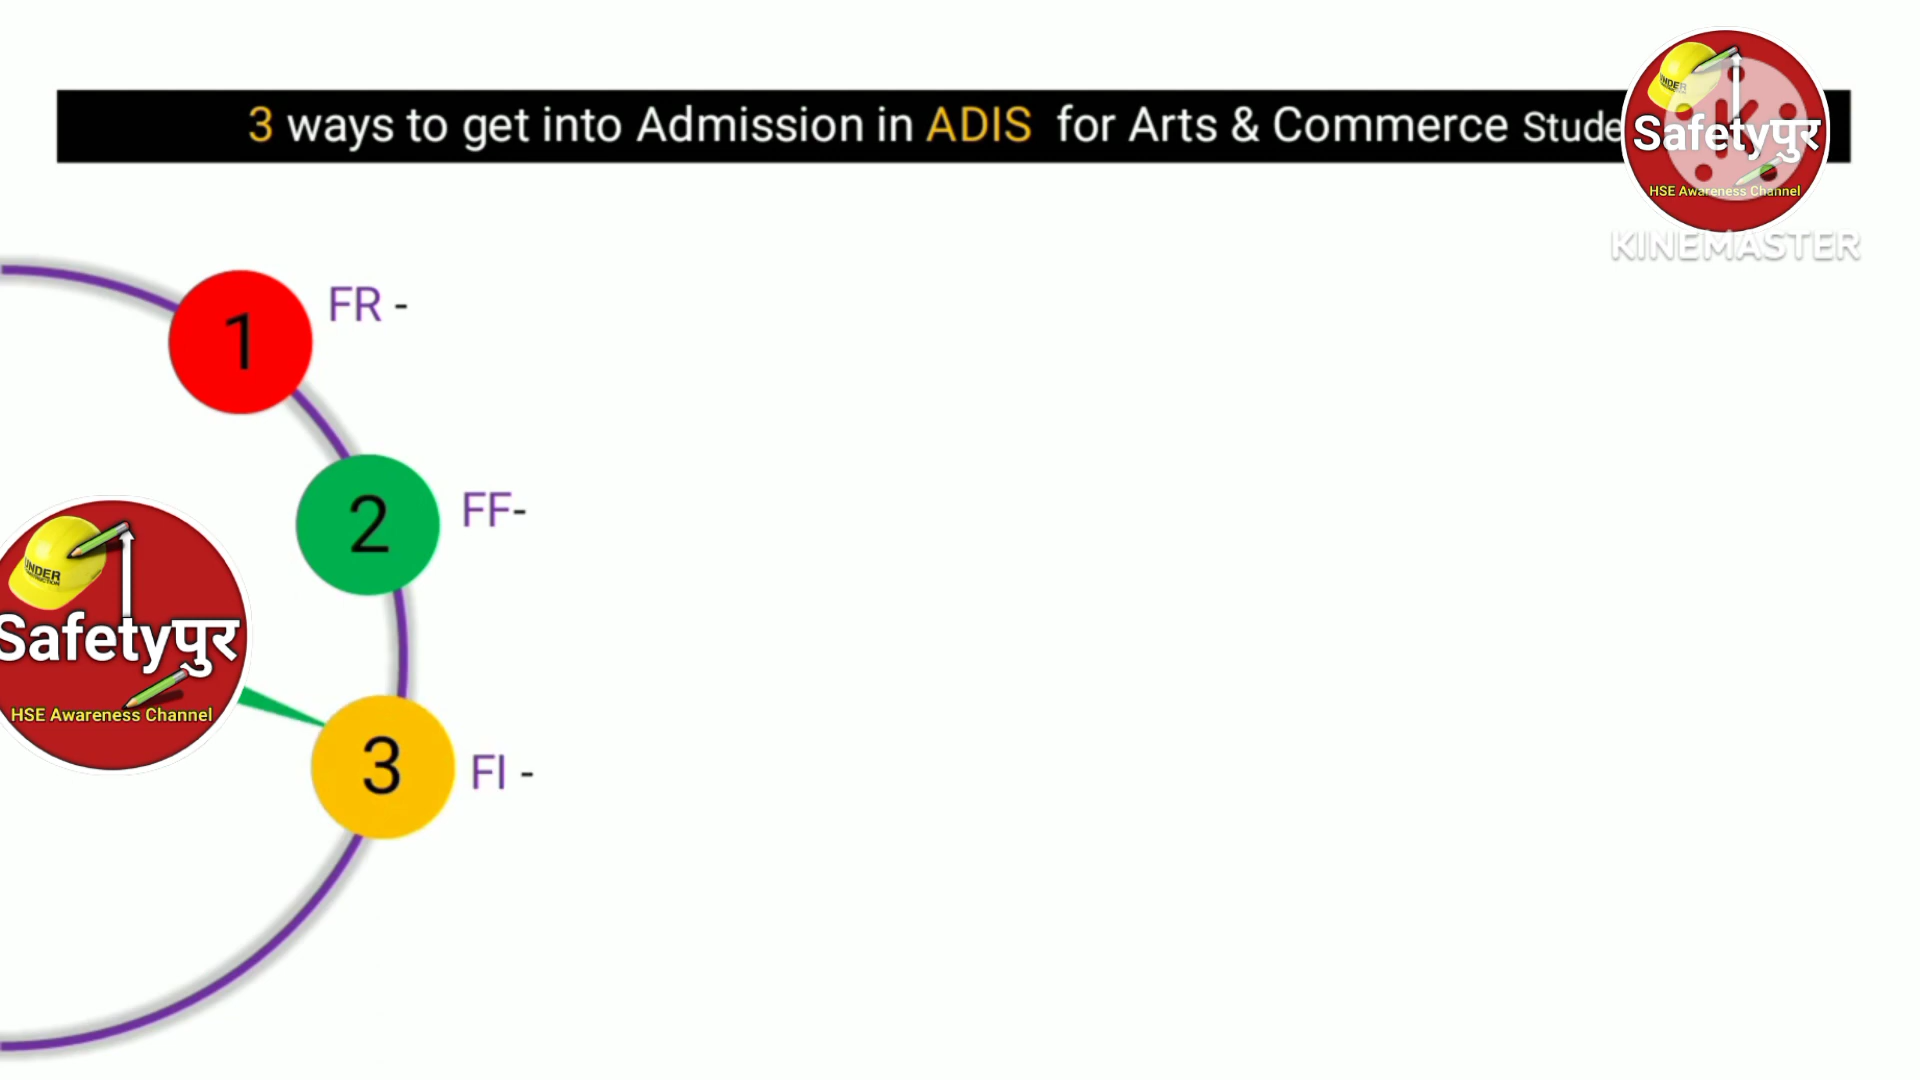 3 ways to get into Admission in ADIS for Arts & Commerce
Safetyपुर
HSE Awareness Channel
KINEMASTER
1
FR -
2
FF-
UNDER
Safetyपुर
HSE Awareness Channel
3
FI -